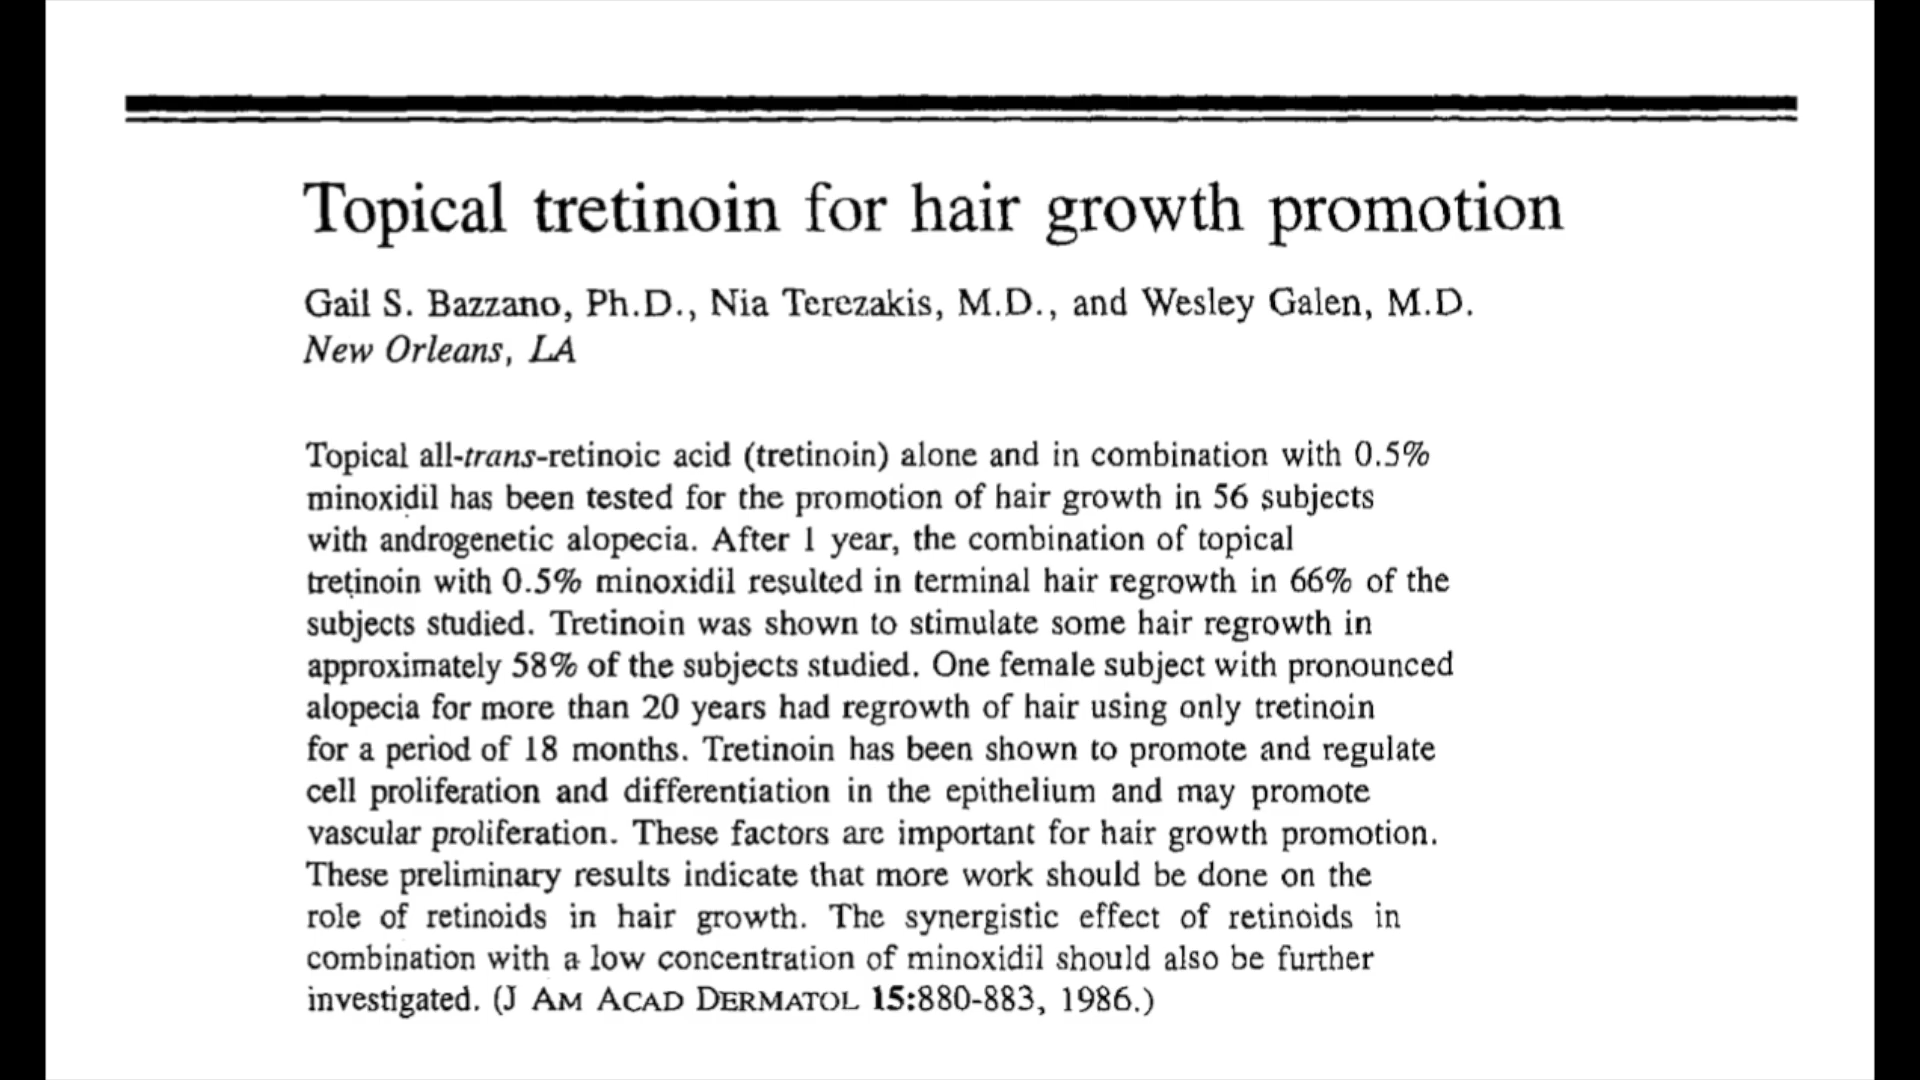 Topical tretinoin for hair growth promotion
Gail S. Bazzano, Ph.D., Nia Terezakis, M.D., and Wesley Galen, M.D.
New Orleans, LA
Topical all-trans-retinoic acid (tretinoin) alone and in combination with 0.5%
minoxidil has been tested for the promotion of hair growth in 56 subjects
with androgenetic alopecia. After 1 year, the combination of topical
tretinoin with 0.5% minoxidil resulted in terminal hair regrowth in 66% of the
subjects studied. Tretinoin was shown to stimulate some hair regrowth in
approximately 58% of the subjects studied. One female subject with pronounced
alopecia for more than 20 years had regrowth of hair using only tretinoin
for a period of 18 months. Tretinoin has been shown to promote and regulate
cell proliferation and differentiation in the epithelium and may promote
vascular proliferation. These factors are important for hair growth promotion.
These preliminary results indicate that more work should be done on the
role of retinoids in hair growth. The synergistic effect of retinoids in
combination with a low concentration of minoxidil should also be further
investigated. (J AM ACAD DERMATOL 15:880-883, 1986.)